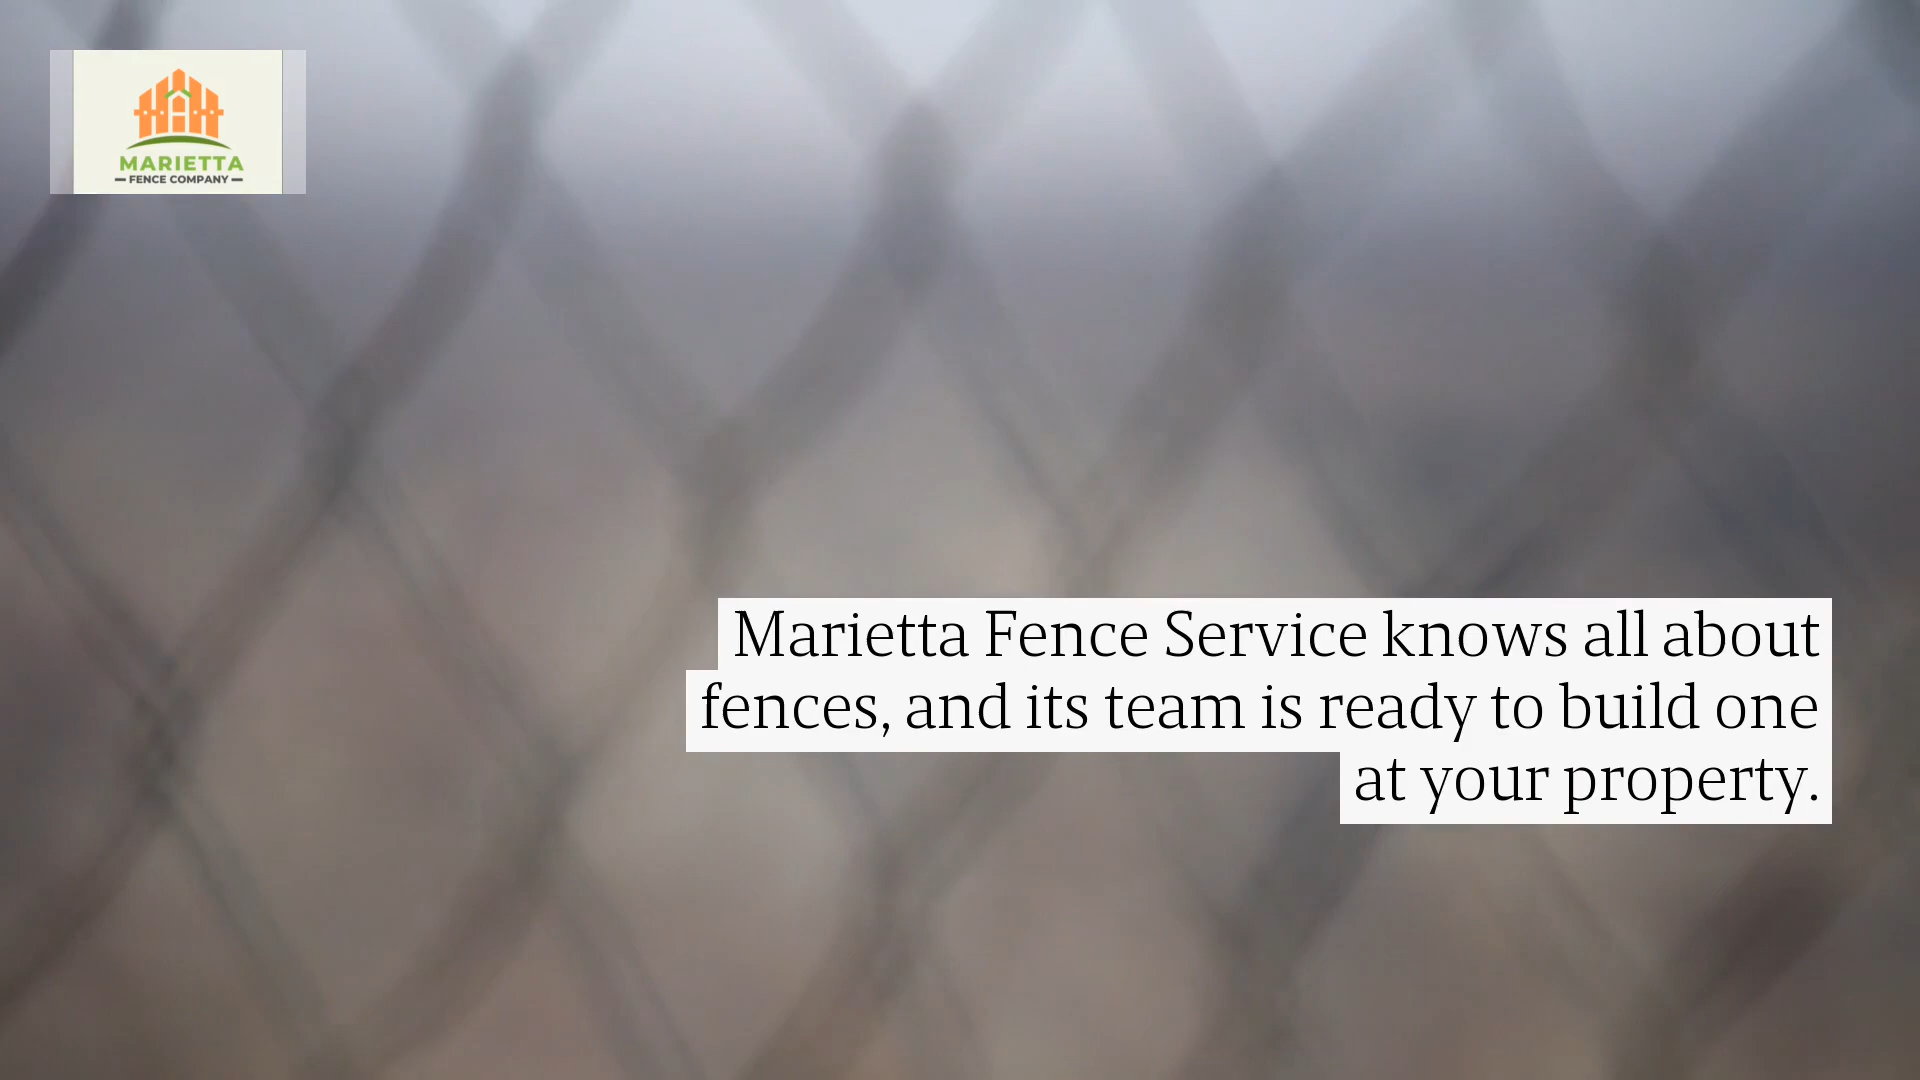 MARIETTA
FENCE COMPANY
Marietta Fence Service knows all about
fences, and its team is ready to build one
at your property.